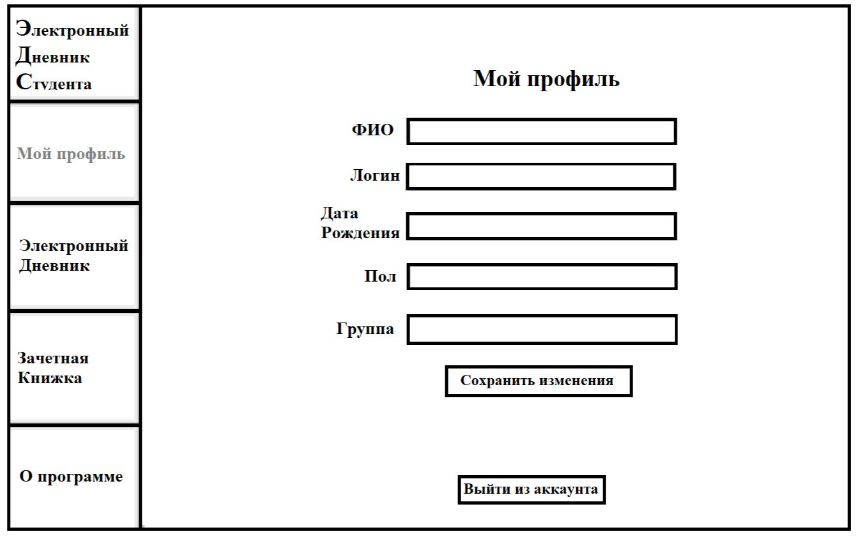 Электронный
Дневник
Студента
Мой профиль
Электронный
Дневник
Зачетная
Книжка
О программе
Мой профиль
ФИО
Логин
Дата
Рождения
Пол
Группа
Сохранить изменения
Выйти из аккаунта